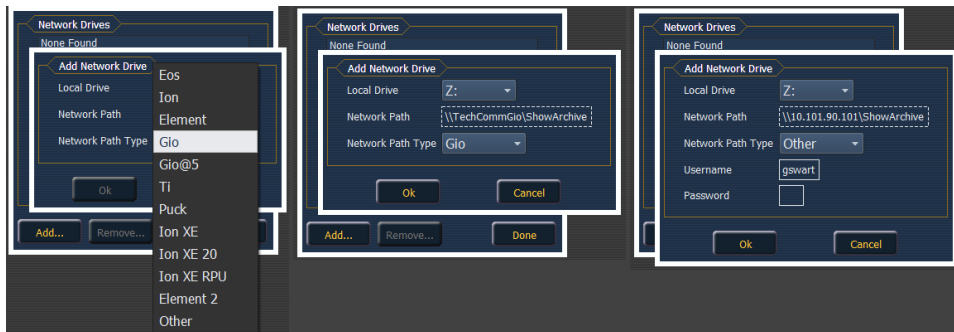 Network Drives
None Found
Add Network Drive
Local Drive
Network Path
Network Path Type
Eos
Ion
Element
Gio
Gio@5
Ti
Puck
Ion XE
Ion XE 20
Ion XE RPU
Element 2
Other
Ok
Add...
Remove...
Network Drives
None Found
Add Network Drive
Local Drive Z:
Network Path \\TechCommGio\ShowArchive
Network Path Type Gio
Ok Cancel
Add... Remove... Done
Network Drives
None Found
Add Network Drive
Local Drive Z:
Network Path \\10.101.90.101\ShowArchive
Network Path Type Other
Username gswart
Password
Ok Cancel